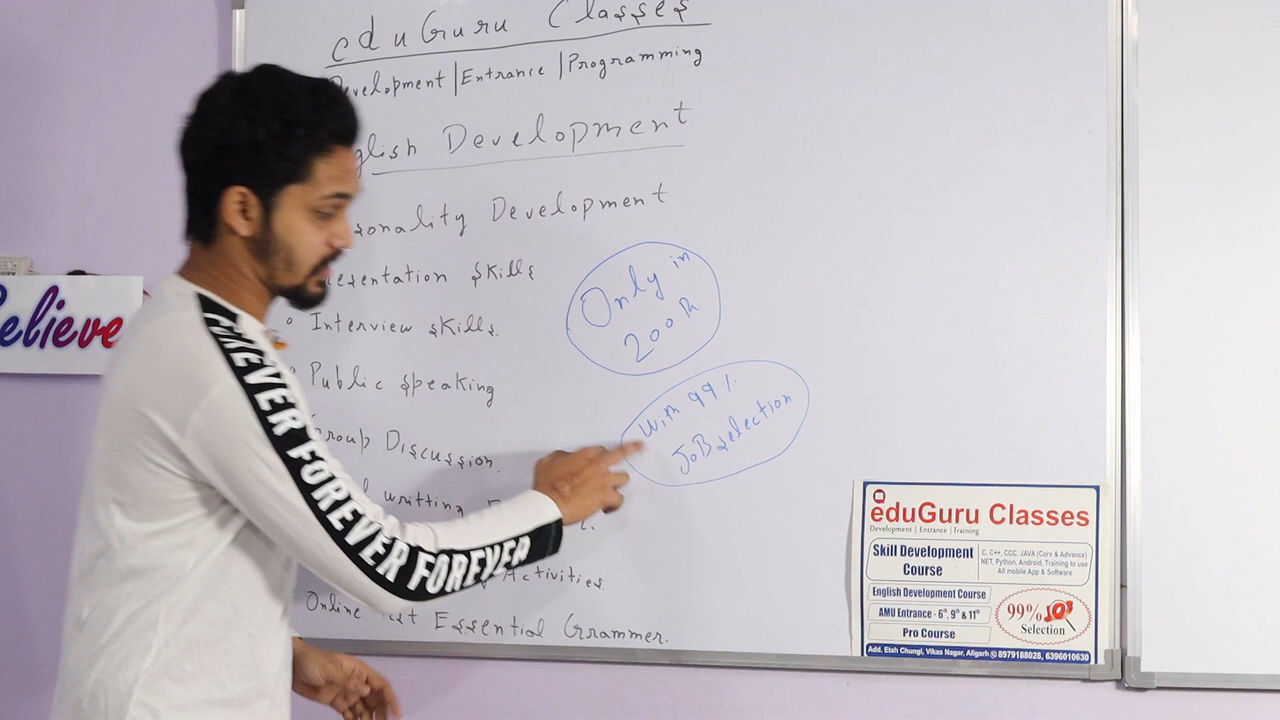 eduGuru Classes
Development | Entrance | Programming
glish Development
sonality Development
esentation Skills
Interview skills.
Public Speaking
roup Discussion.
writting
Activities.
Online Essential Grammer.
Only in
200 Rs
With 99%
JoB selection
elieve
FOREVER FOREVER FOREVER
eduGuru Classes
Development | Entrance | Training
Skill Development
Course
C, C++, CCC, JAVA (Core & Advance)
NET, Python, Android, Training to use
All mobile App & Software
English Development Course
AMU Entrance - 6th, 9th & 11th
Pro Course
99% JOB
Selection
Add. Etah Chungi, Vikas Nagar, Aligarh 8979188028, 6396010630